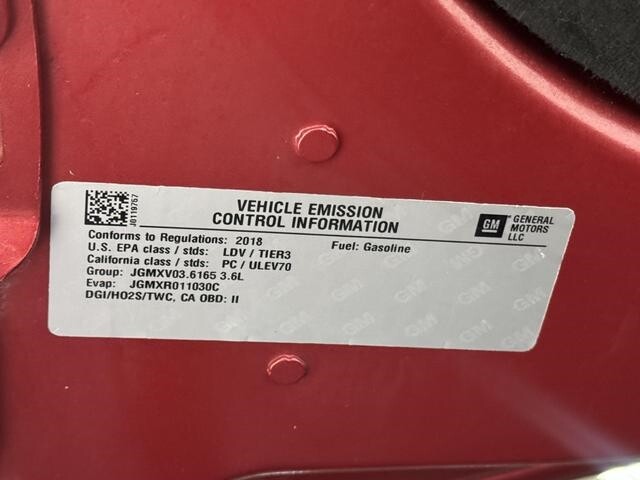 J0119757
VEHICLE EMISSION
CONTROL INFORMATION
GM
GENERAL
MOTORS
LLC
Conforms to Regulations: 2018
Fuel: Gasoline
U.S. EPA class / stds: LDV / TIER3
California class / stds: PC / ULEV70
Group: JGMXV03.6165 3.6L
Evap: JGMXR011030C
DGI/HO2S/TWC, CA OBD: II